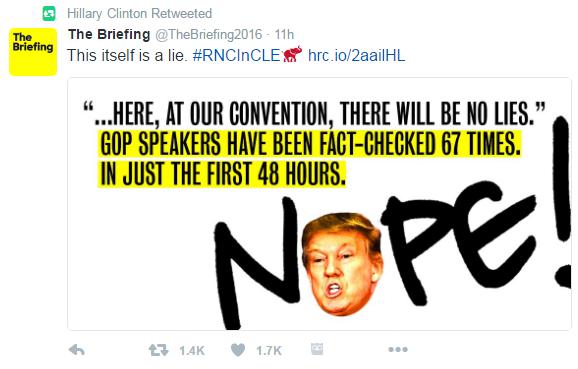 Hillary Clinton Retweeted
The Briefing
The Briefing @TheBriefing2016 · 11h
This itself is a lie. #RNCInCLE hrc.io/2aailHL
“...HERE, AT OUR CONVENTION, THERE WILL BE NO LIES.”
GOP SPEAKERS HAVE BEEN FACT-CHECKED 67 TIMES.
IN JUST THE FIRST 48 HOURS.
NOPE!
1.4K 1.7K